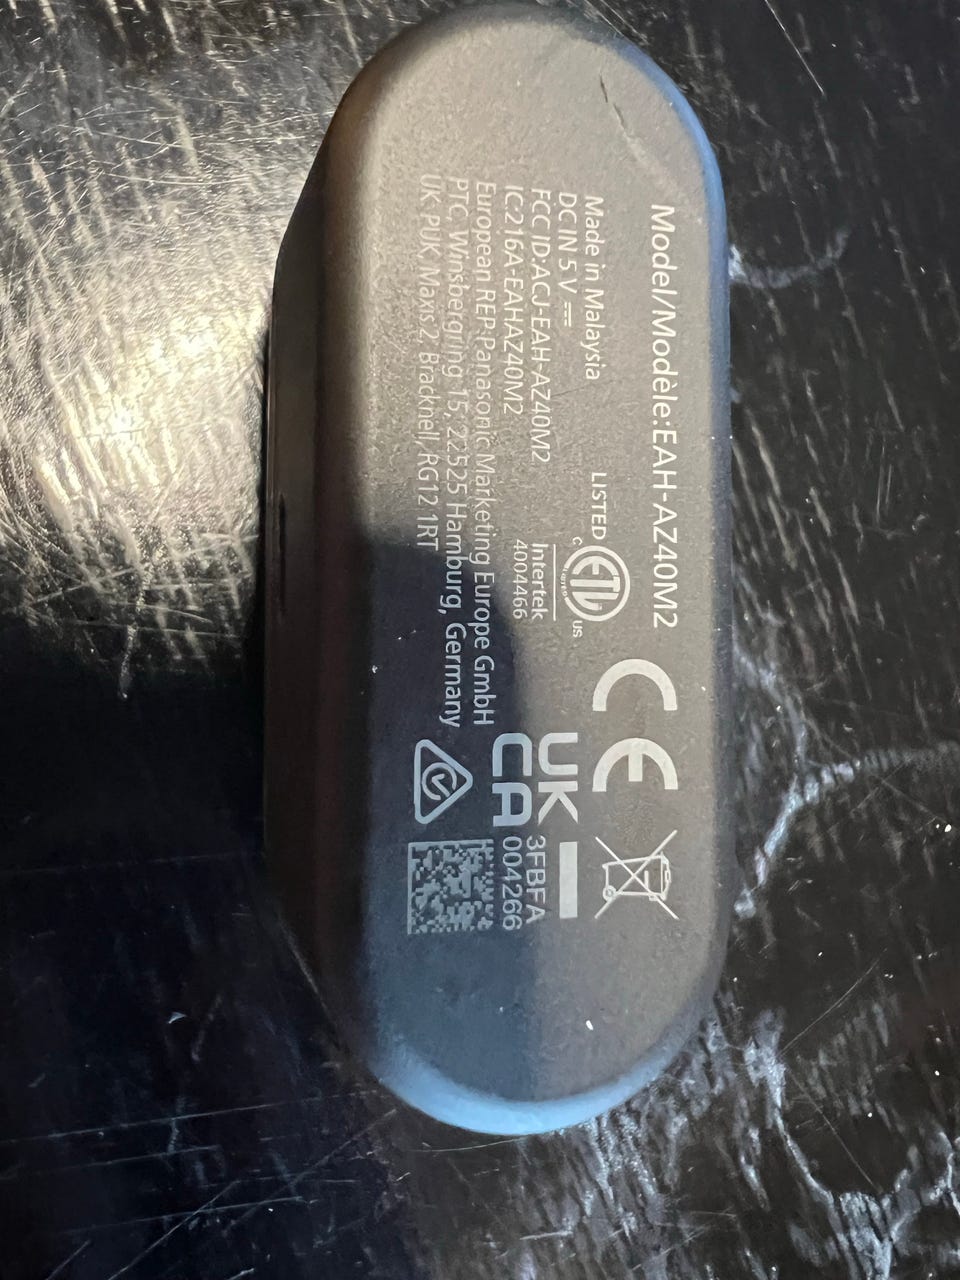 Model/Modèle:EAH-AZ40M2
Made in Malaysia
DC IN 5 V
FCC ID:ACJ-EAH-AZ40M2
IC:216A-EAHAZ40M2
European REP:Panasonic Marketing Europe GmbH
PTC, Winsbergring 15, 22525 Hamburg, Germany
UK :PUK, Maxis 2, Bracknell, RG12 1RT
LISTED
C ETL US
Intertek
4004466
CE
UK
CA
3FBFA
004266